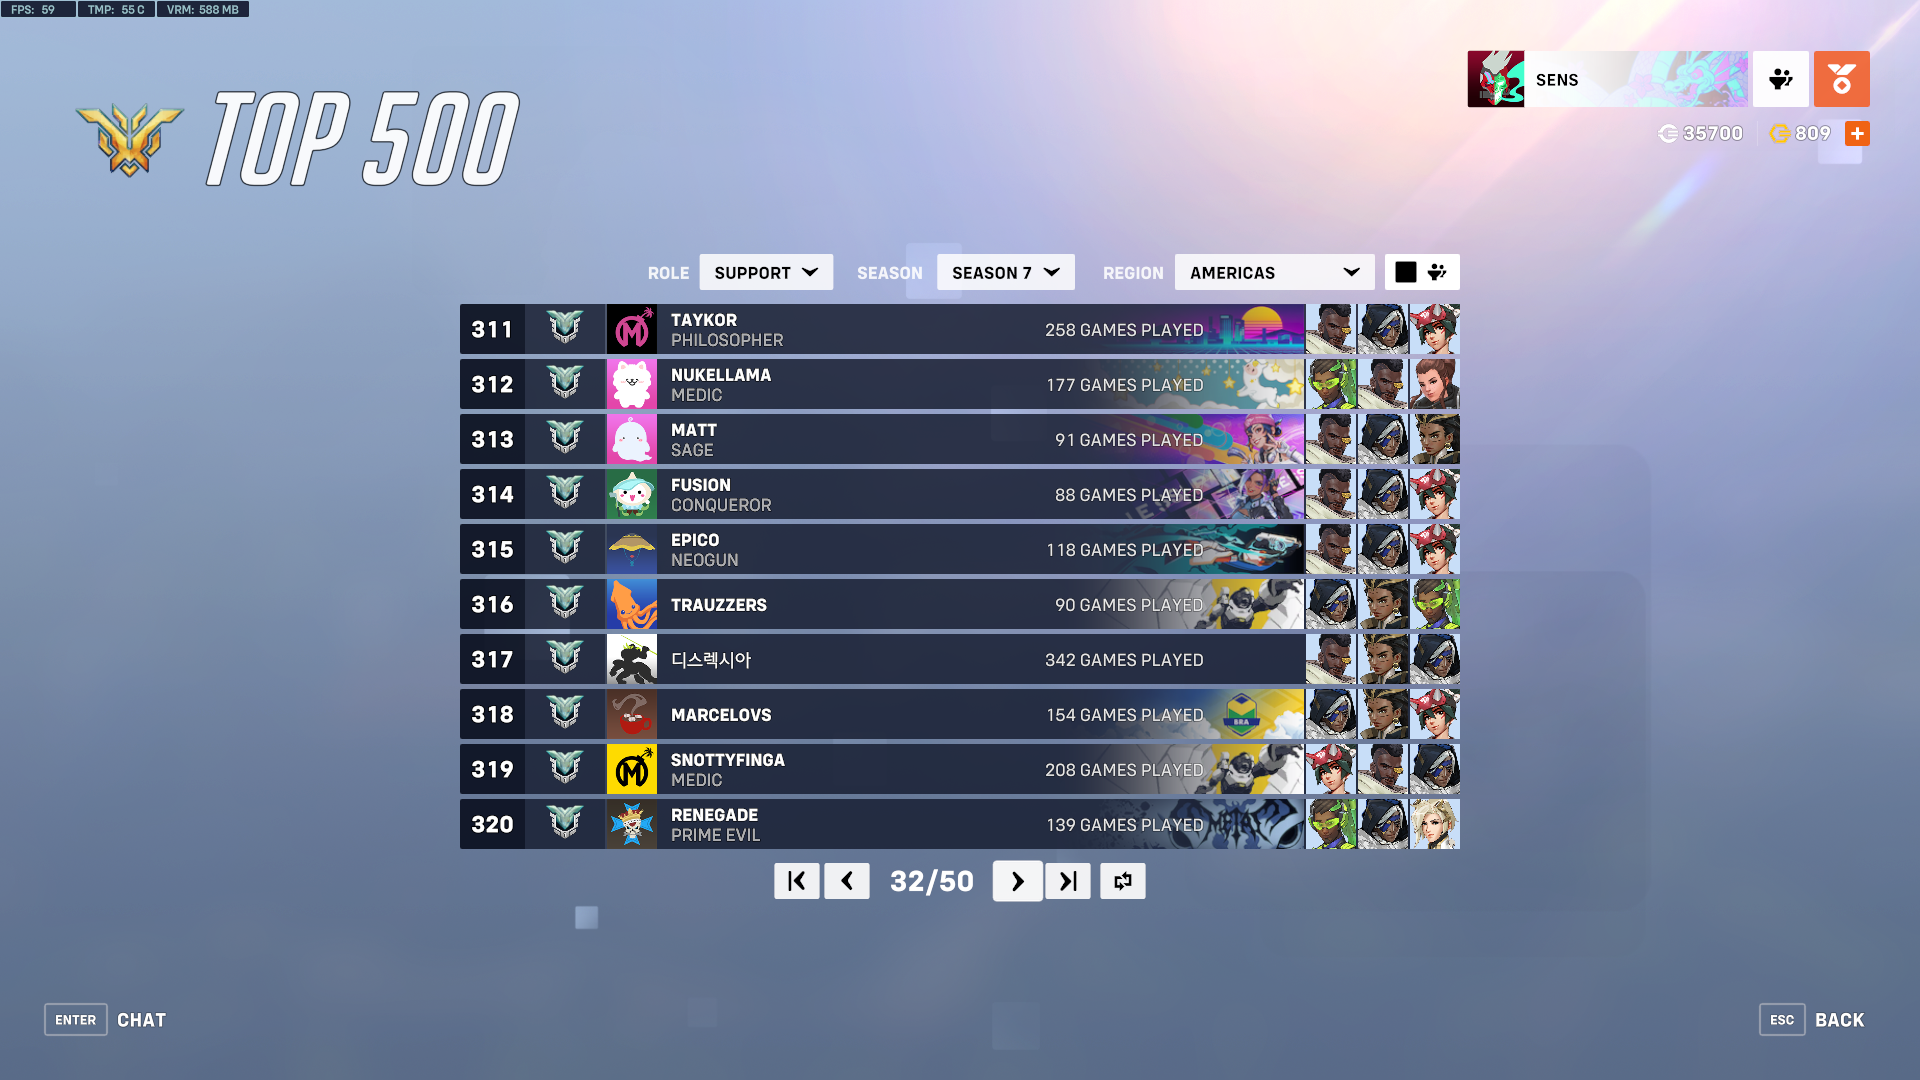 FPS: 59 TMP: 55 C VRM: 588 MB
TOP 500
SENS
35700 809
ROLE SUPPORT SEASON SEASON 7 REGION AMERICAS
311 TAYKOR 258 GAMES PLAYED
PHILOSOPHER
312 NUKELLAMA 177 GAMES PLAYED
MEDIC
313 MATT 91 GAMES PLAYED
SAGE
314 FUSION 88 GAMES PLAYED
CONQUEROR
315 EPICO 118 GAMES PLAYED
NEOGUN
316 TRAUZZERS 90 GAMES PLAYED
317 디스렉시아 342 GAMES PLAYED
318 MARCELOVS 154 GAMES PLAYED
BRA
319 SNOTTYFINGA 208 GAMES PLAYED
MEDIC
320 RENEGADE 139 GAMES PLAYED
PRIME EVIL
32/50
ENTER CHAT
ESC BACK